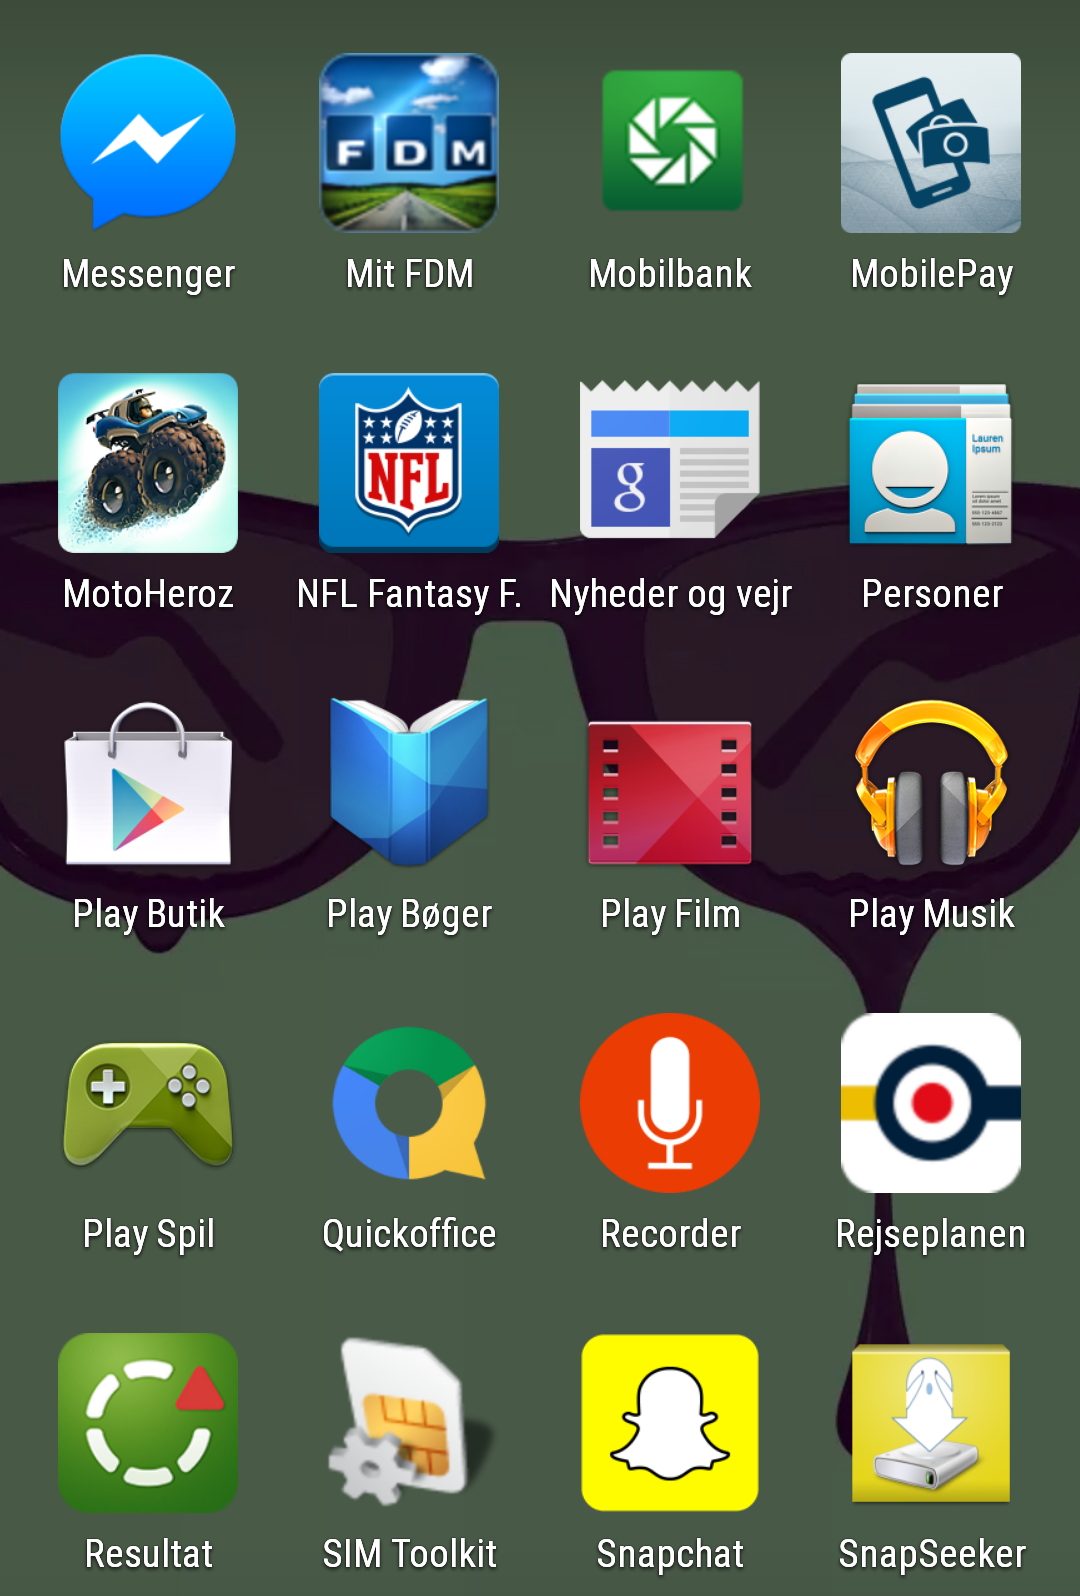 FDM
Messenger
Mit FDM
Mobilbank
MobilePay
NFL
g
Lauren
Ipsum
MotoHeroz
NFL Fantasy F.
Nyheder og vejr
Personer
Play Butik
Play Bøger
Play Film
Play Musik
Play Spil
Quickoffice
Recorder
Rejseplanen
Resultat
SIM Toolkit
Snapchat
SnapSeeker